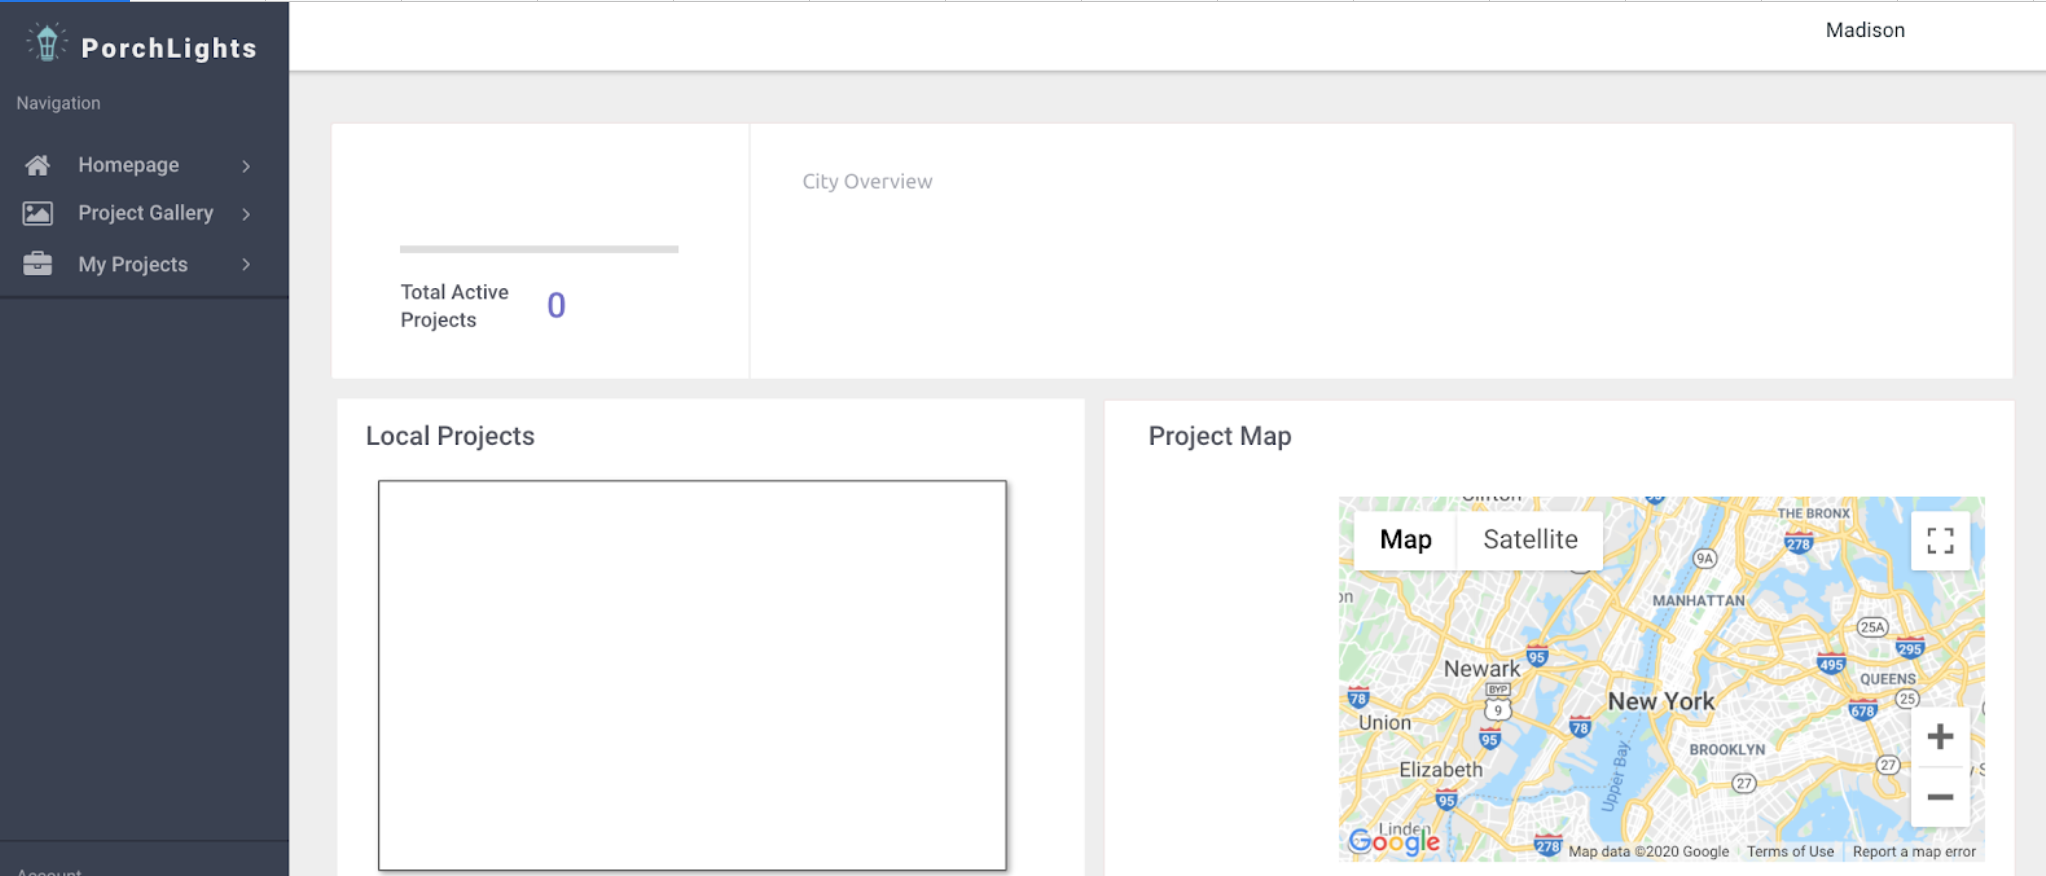 PorchLights
Madison
Navigation
Homepage
Project Gallery
My Projects
Account
City Overview
Total Active
Projects
0
Local Projects
Project Map
Map
Satellite
THE BRONX
278
9A
MANHATTAN
25A
Newark
95
495
295
BYP
9
QUEENS
78
New York
678
25
Union
95
78
BROOKLYN
Elizabeth
Upper Bay
27
27
95
Linden
Google
278
Map data ©2020 Google
Terms of Use
Report a map error